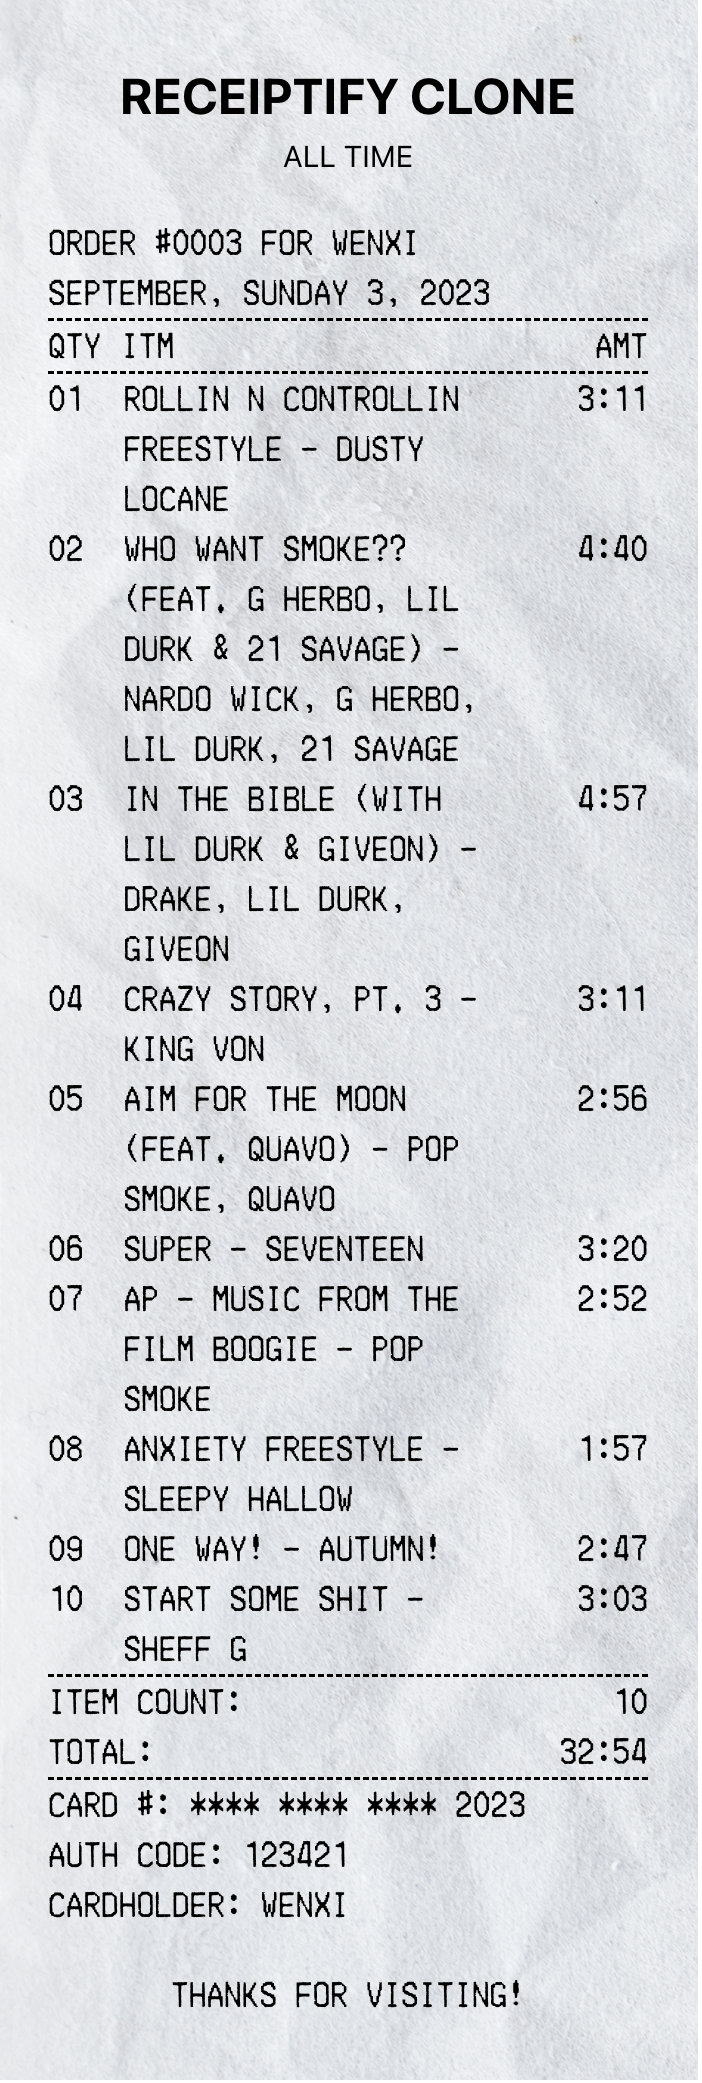 RECEIPTIFY CLONE
ALL TIME
ORDER #0003 FOR WENXI
SEPTEMBER, SUNDAY 3, 2023
QTY ITM AMT
01 ROLLIN N CONTROLLIN 3:11
FREESTYLE - DUSTY
LOCANE
02 WHO WANT SMOKE?? 4:40
(FEAT. G HERBO, LIL
DURK & 21 SAVAGE) -
NARDO WICK, G HERBO,
LIL DURK, 21 SAVAGE
03 IN THE BIBLE (WITH 4:57
LIL DURK & GIVEON) -
DRAKE, LIL DURK,
GIVEON
04 CRAZY STORY, PT. 3 - 3:11
KING VON
05 AIM FOR THE MOON 2:56
(FEAT. QUAVO) - POP
SMOKE, QUAVO
06 SUPER - SEVENTEEN 3:20
07 AP - MUSIC FROM THE 2:52
FILM BOOGIE - POP
SMOKE
08 ANXIETY FREESTYLE - 1:57
SLEEPY HALLOW
09 ONE WAY! - AUTUMN! 2:47
10 START SOME SHIT - 3:03
SHEFF G
ITEM COUNT: 10
TOTAL: 32:54
CARD #: **** **** **** 2023
AUTH CODE: 123421
CARDHOLDER: WENXI
THANKS FOR VISITING!